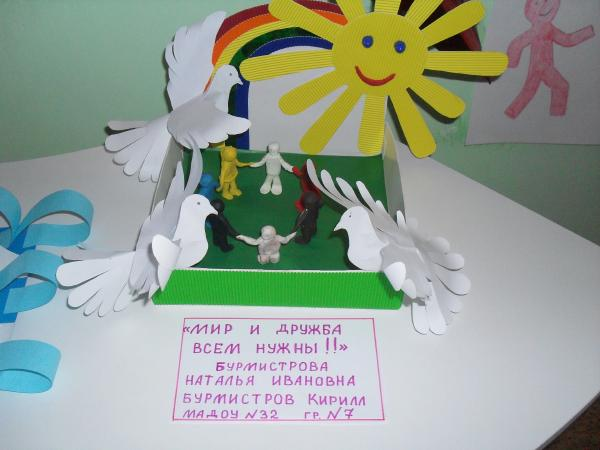 «МИР И ДРУЖБА
ВСЕМ НУЖНЫ!!»
БУРМИСТРОВА
НАТАЛЬЯ ИВАНОВНА
БУРМИСТРОВ КИРИЛЛ
МАДОУ №32 ГР. №7